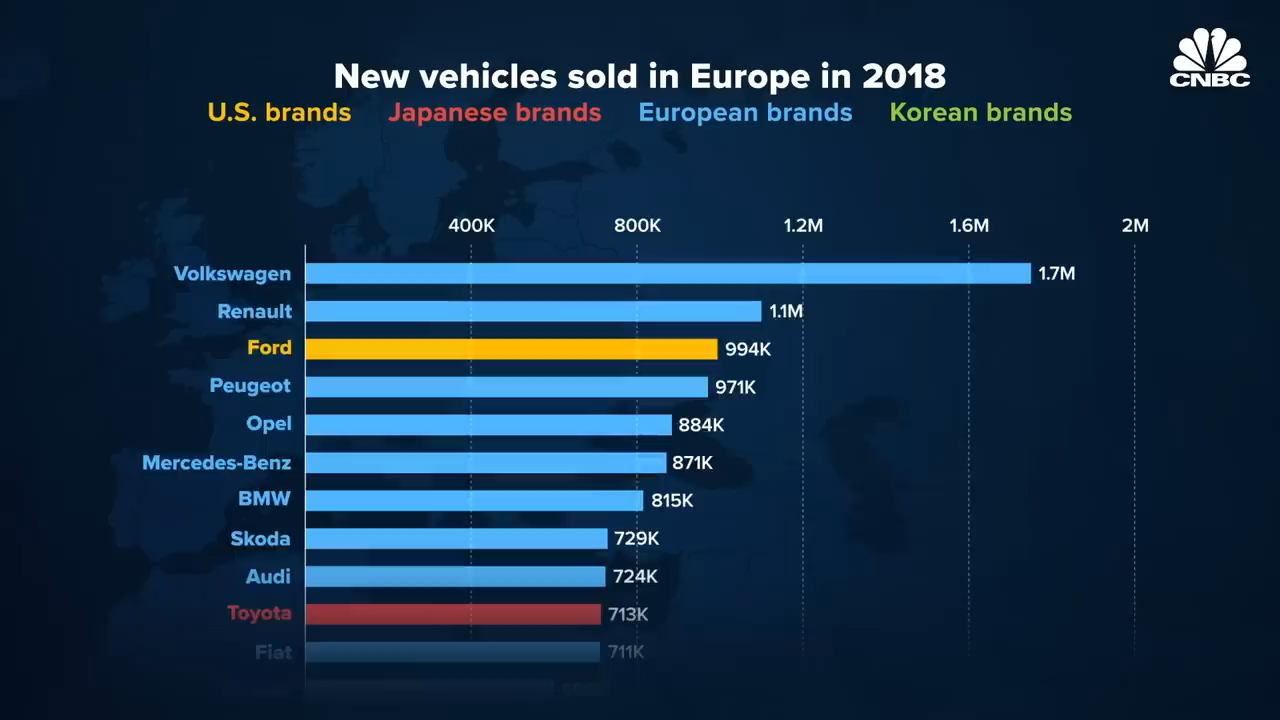 CNBC
New vehicles sold in Europe in 2018
U.S. brands Japanese brands European brands Korean brands
400K 800K 1.2M 1.6M 2M
Volkswagen 1.7M
Renault 1.1M
Ford 994K
Peugeot 971K
Opel 884K
Mercedes-Benz 871K
BMW 815K
Skoda 729K
Audi 724K
Toyota 713K
Fiat 711K